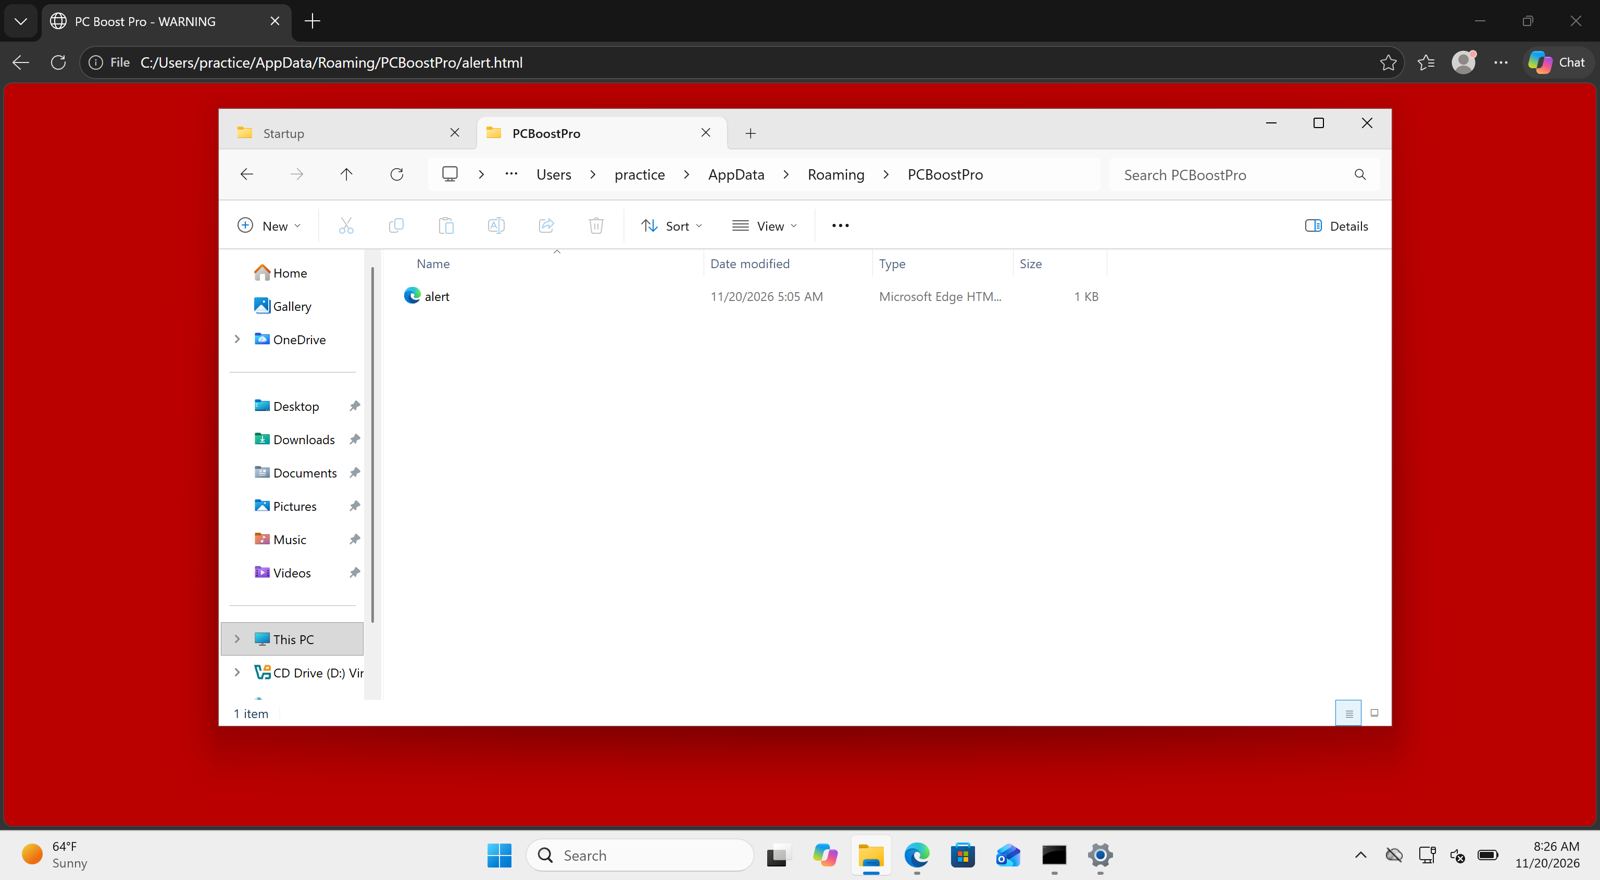 PC Boost Pro - WARNING
File C:/Users/practice/AppData/Roaming/PCBoostPro/alert.html
Chat
Startup
PCBoostPro
Users
practice
AppData
Roaming
PCBoostPro
Search PCBoostPro
New
Sort
View
Details
Name
Date modified
Type
Size
alert
11/20/2026 5:05 AM
Microsoft Edge HTM...
1 KB
Home
Gallery
OneDrive
Desktop
Downloads
Documents
Pictures
Music
Videos
This PC
CD Drive (D:) Vir
1 item
64°F
Sunny
Search
8:26 AM
11/20/2026